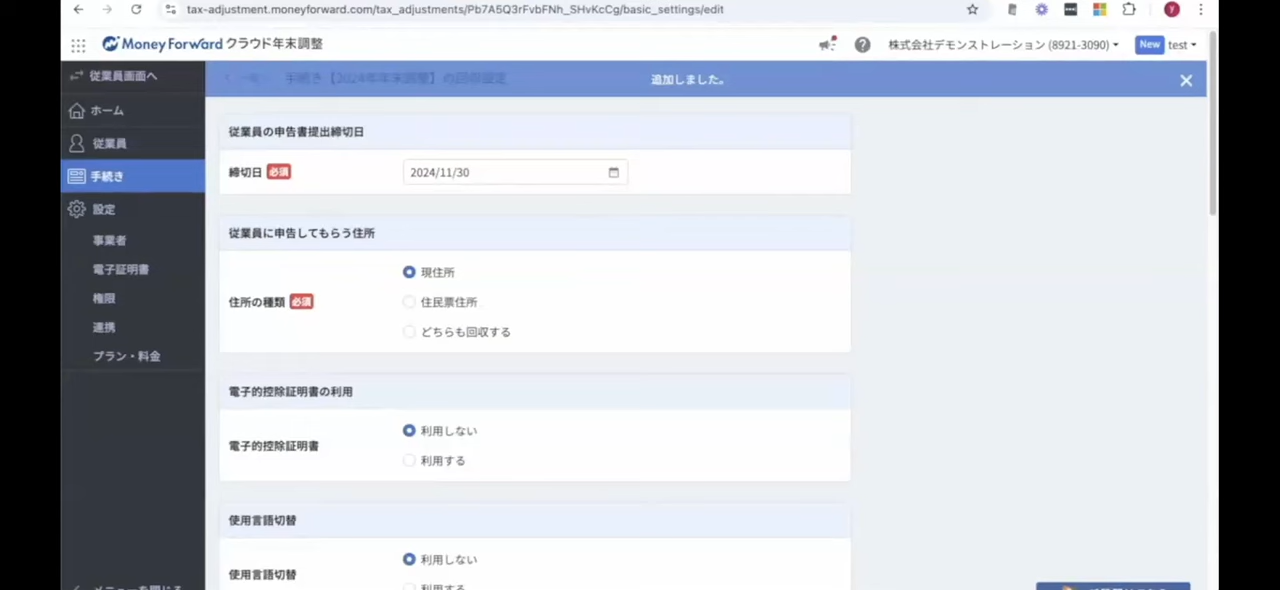 tax-adjustment.moneyforward.com/tax_adjustments/Pb7A5Q3rFvbFNh_SHvKcCg/basic_settings/edit
Money Forward クラウド年末調整
株式会社デモンストレーション (8921-3090)
New test
従業員画面へ
手続き【2024年年末調整】の回収設定
追加しました。
ホーム
従業員
手続き
設定
事業者
電子証明書
権限
連携
プラン・料金
メニューを閉じる
従業員の申告書提出締切日
締切日 必須
2024/11/30
従業員に申告してもらう住所
住所の種類 必須
現住所
住民票住所
どちらも回収する
電子的控除証明書の利用
電子的控除証明書
利用しない
利用する
使用言語切替
使用言語切替
利用しない
利用する